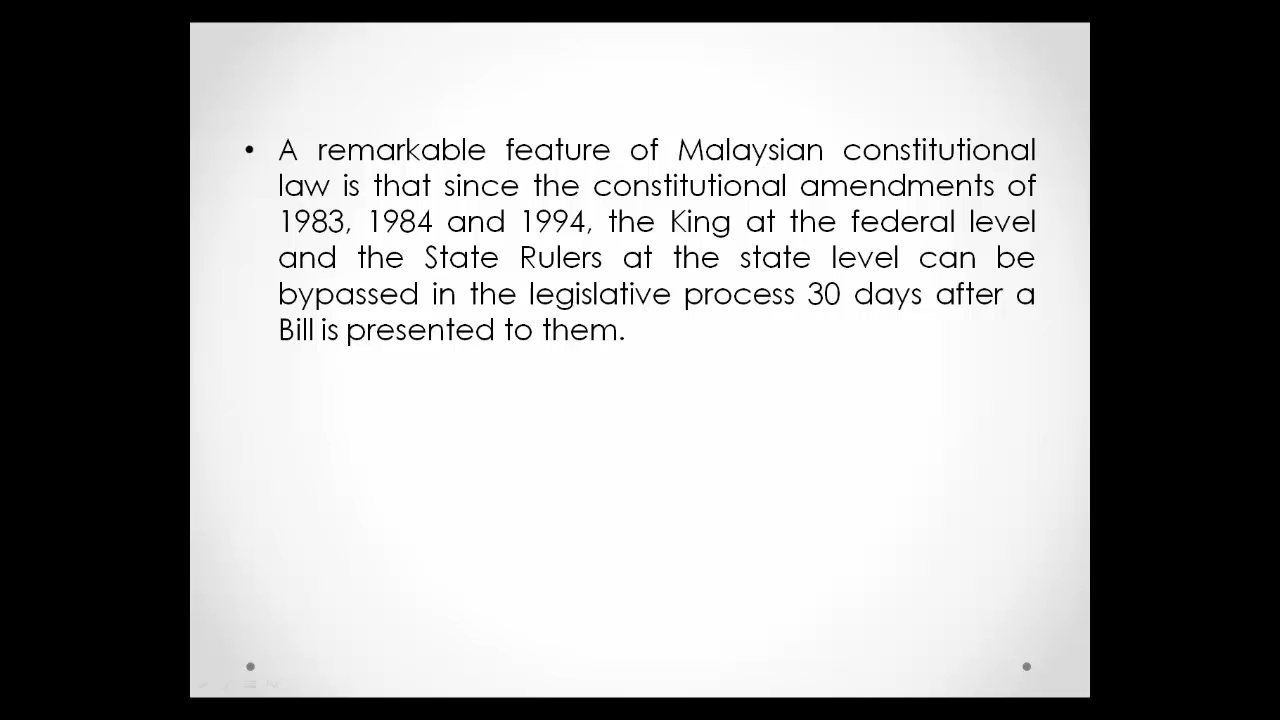 • A remarkable feature of Malaysian constitutional
law is that since the constitutional amendments of
1983, 1984 and 1994, the King at the federal level
and the State Rulers at the state level can be
bypassed in the legislative process 30 days after a
Bill is presented to them.